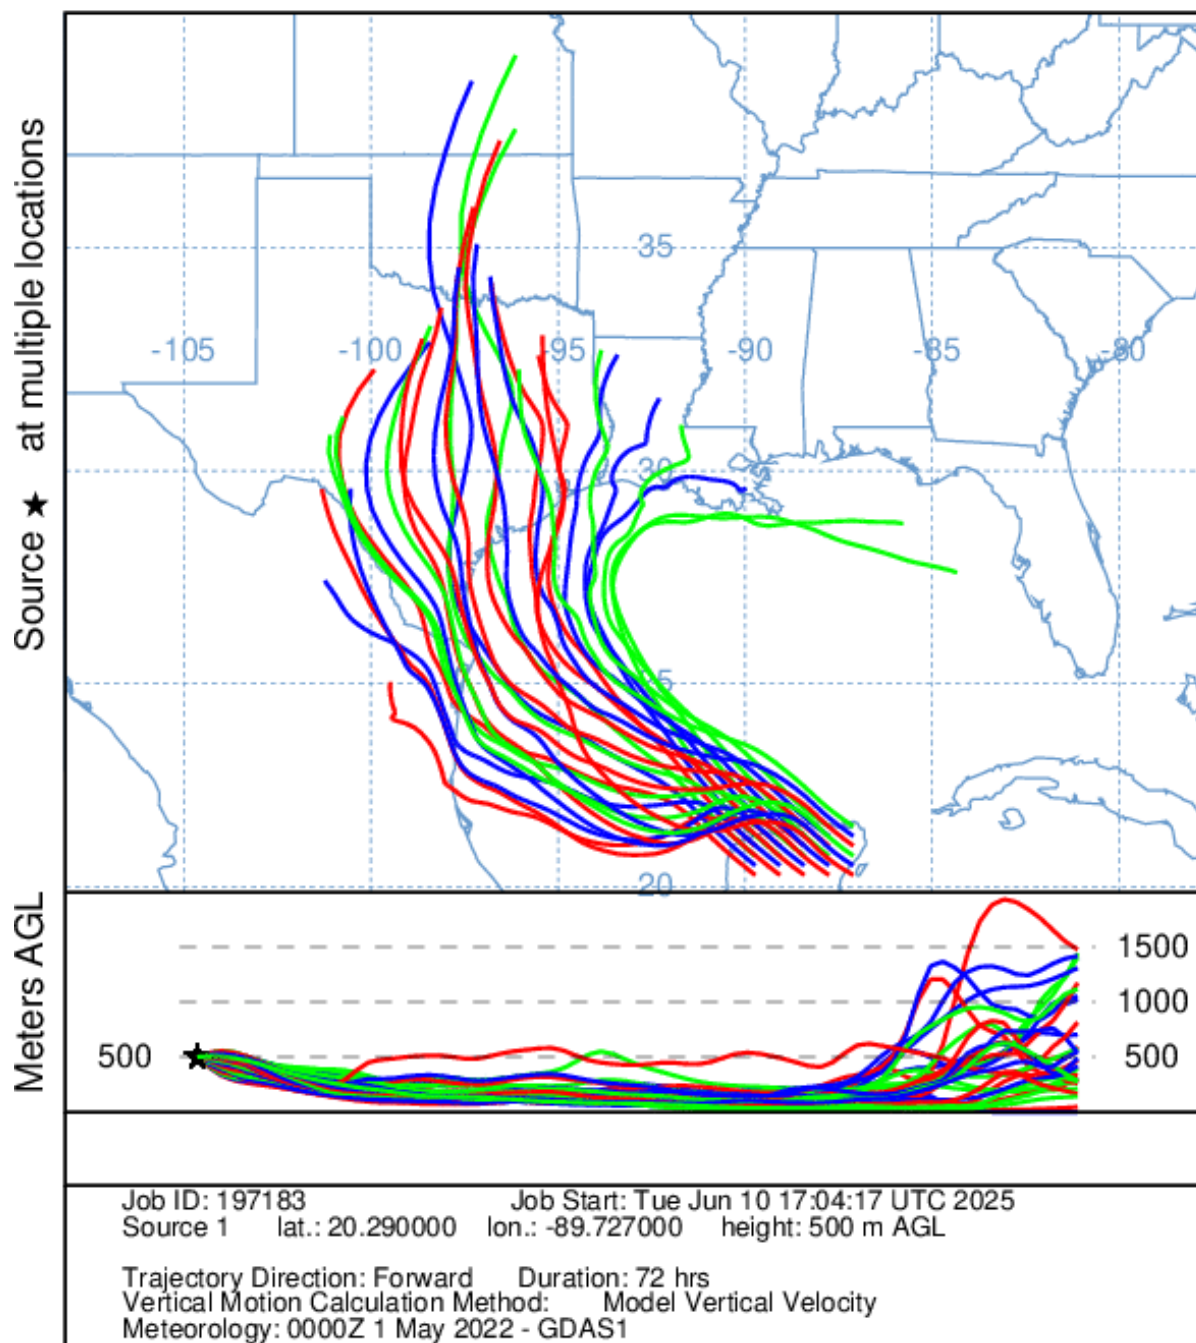 Source ★ at multiple locations
35
-105 -100 -95 -90 -85 -80
30
20
Meters AGL
1500
1000
500 500
Job ID: 197183 Job Start: Tue Jun 10 17:04:17 UTC 2025
Source 1 lat.: 20.290000 lon.: -89.727000 height: 500 m AGL
Trajectory Direction: Forward Duration: 72 hrs
Vertical Motion Calculation Method: Model Vertical Velocity
Meteorology: 0000Z 1 May 2022 - GDAS1